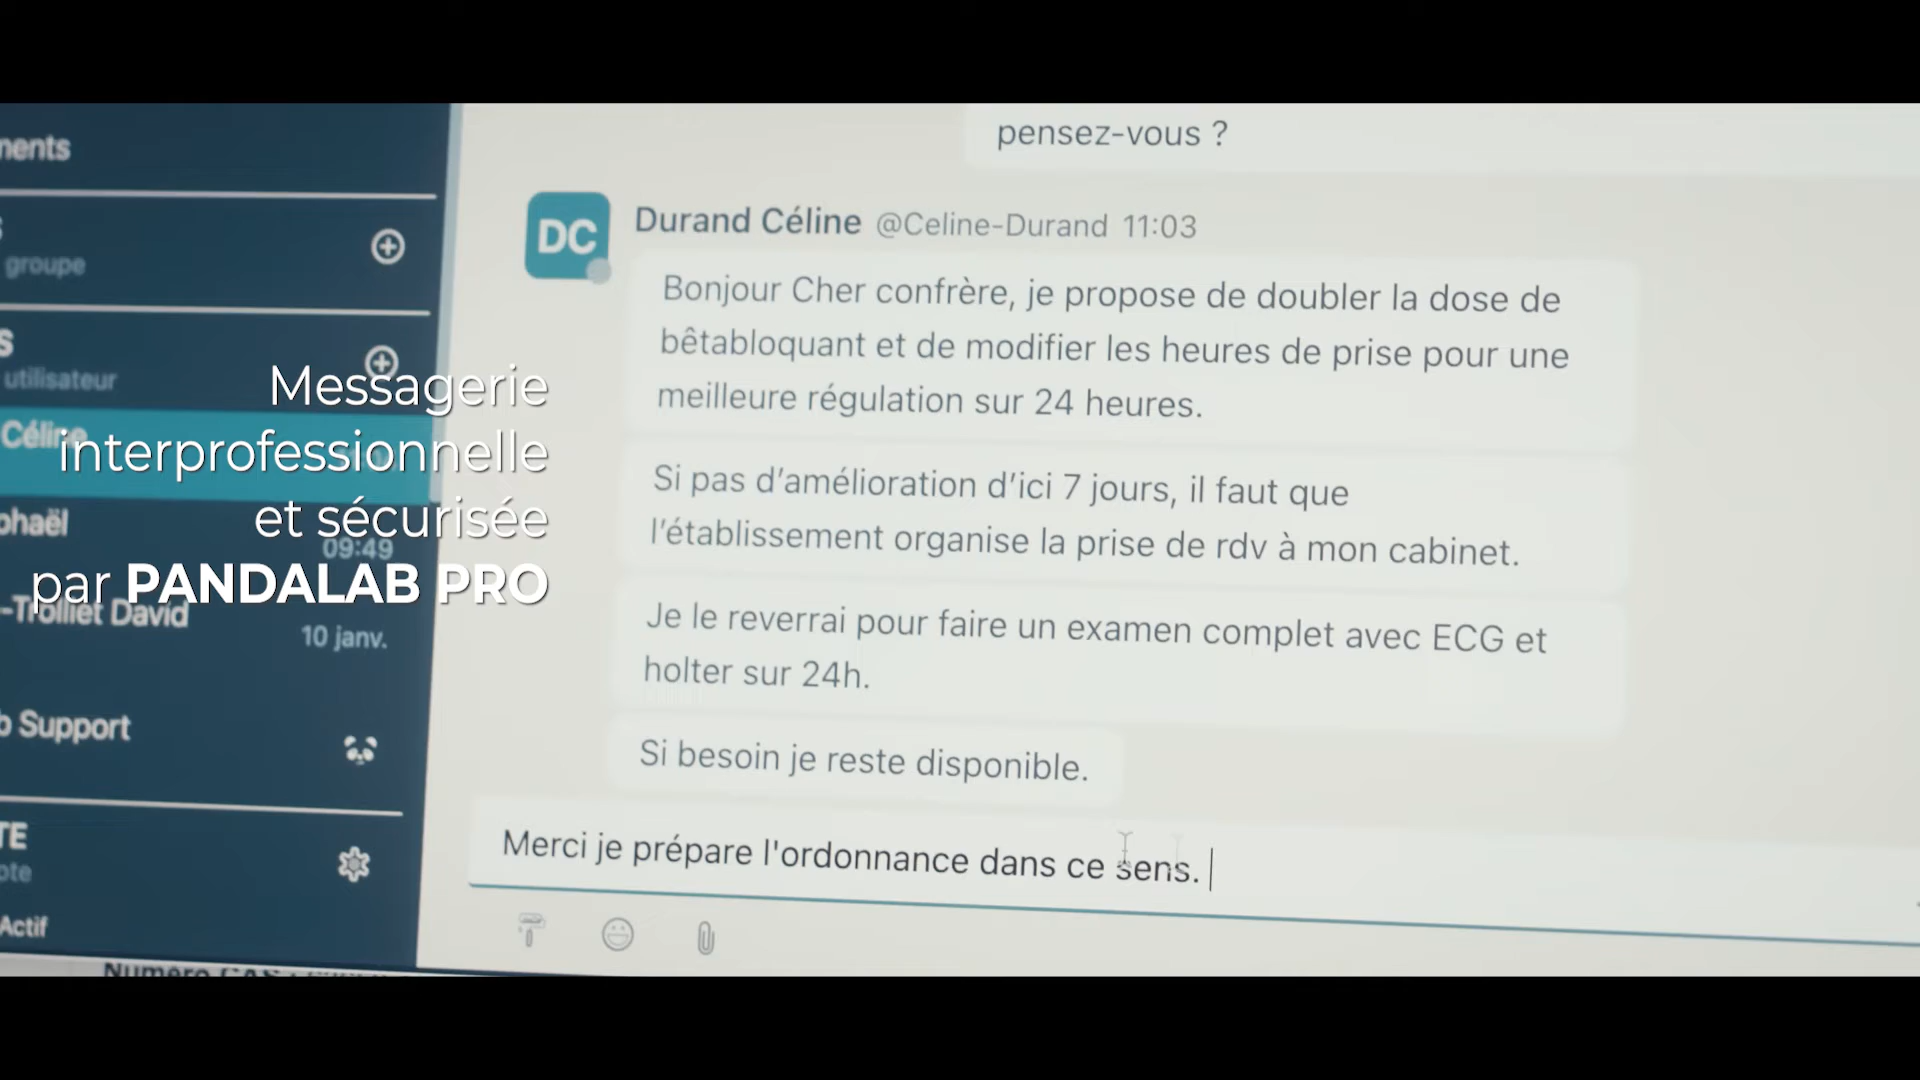 pensez-vous ?
DC
Durand Céline @Celine-Durand 11:03
Bonjour Cher confrère, je propose de doubler la dose de
bêtabloquant et de modifier les heures de prise pour une
meilleure régulation sur 24 heures.
Si pas d’amélioration d’ici 7 jours, il faut que
l’établissement organise la prise de rdv à mon cabinet.
Je le reverrai pour faire un examen complet avec ECG et
holter sur 24h.
Si besoin je reste disponible.
Merci je prépare l'ordonnance dans ce sens.
groupe
utilisateur
Céline
09:49
-Trolliet David
10 janv.
Support
Actif
Messagerie
interprofessionnelle
et sécurisée
par PANDALAB PRO